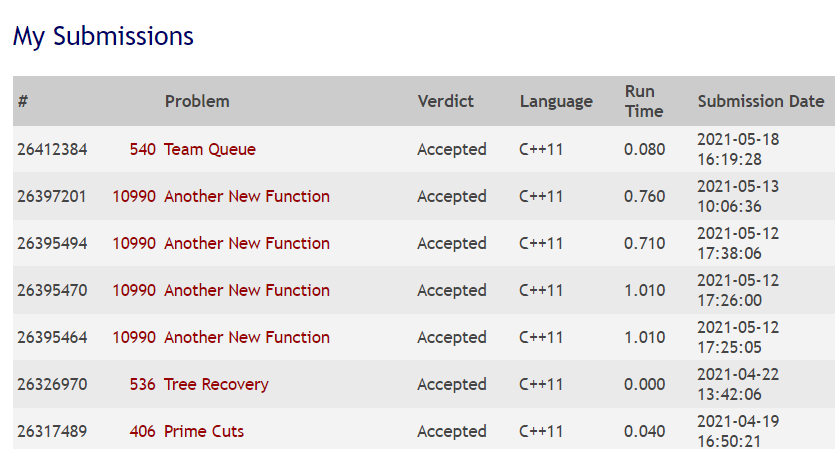 My Submissions
# Problem Verdict Language Run Time Submission Date
26412384 540 Team Queue Accepted C++11 0.080 2021-05-18 16:19:28
26397201 10990 Another New Function Accepted C++11 0.760 2021-05-13 10:06:36
26395494 10990 Another New Function Accepted C++11 0.710 2021-05-12 17:38:06
26395470 10990 Another New Function Accepted C++11 1.010 2021-05-12 17:26:00
26395464 10990 Another New Function Accepted C++11 1.010 2021-05-12 17:25:05
26326970 536 Tree Recovery Accepted C++11 0.000 2021-04-22 13:42:06
26317489 406 Prime Cuts Accepted C++11 0.040 2021-04-19 16:50:21